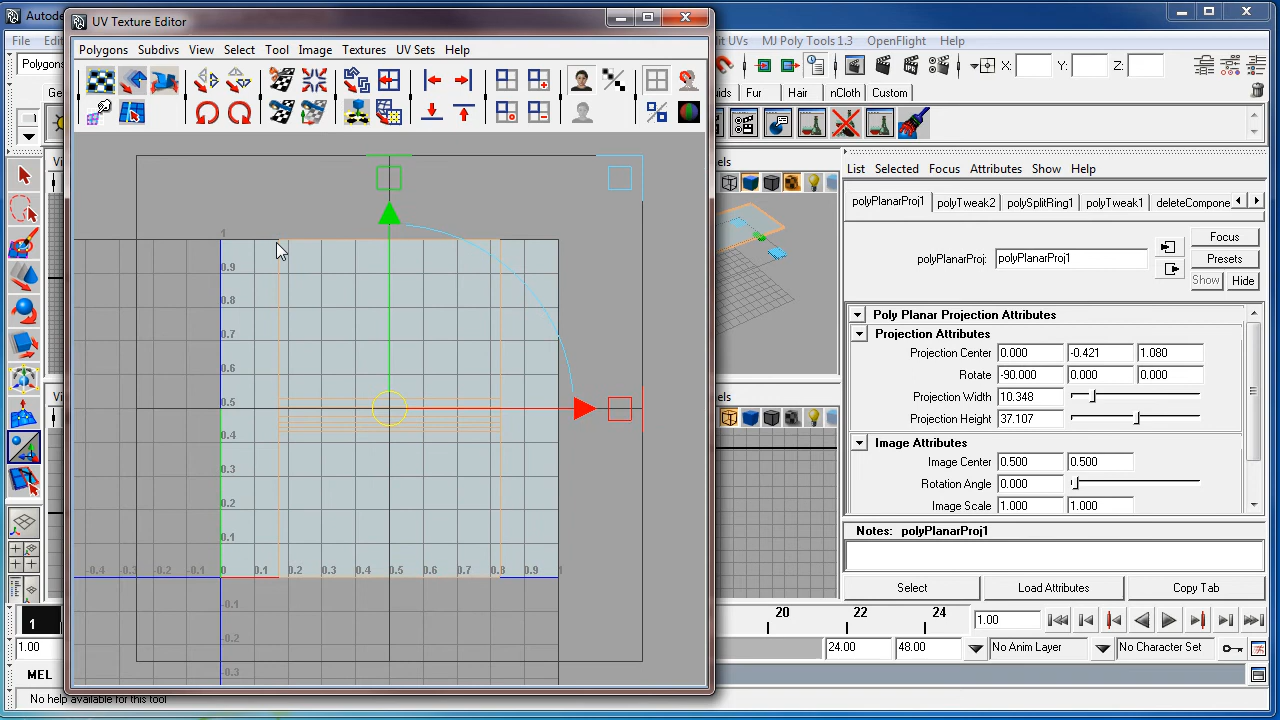 Autod
UV Texture Editor
File
Ed
Polygons
Ge
Polygons Subdivs View Select Tool Image Textures UV Sets Help
it UVs MJ Poly Tools 1.3 OpenFlight Help
X: Y: Z:
uids Fur Hair nCloth Custom
els
List Selected Focus Attributes Show Help
polyPlanarProj1 polyTweak2 polySplitRing1 polyTweak1 deleteCompone
polyPlanarProj: polyPlanarProj1
Focus
Presets
Show Hide
Poly Planar Projection Attributes
Projection Attributes
Projection Center 0.000 -0.421 1.080
Rotate -90.000 0.000 0.000
Projection Width 10.348
Projection Height 37.107
Image Attributes
Image Center 0.500 0.500
Rotation Angle 0.000
Image Scale 1.000 1.000
Notes: polyPlanarProj1
Select Load Attributes Copy Tab
els
1
0.9
0.8
0.7
0.6
0.5
0.4
0.3
0.2
0.1
-0.4 -0.3 -0.2 -0.1 0 0.1 0.2 0.3 0.4 0.5 0.6 0.7 0.8 0.9 1
-0.1
-0.2
-0.3
1
20 22 24 1.00
1.00
24.00 48.00 No Anim Layer No Character Set
MEL
No help available for this tool